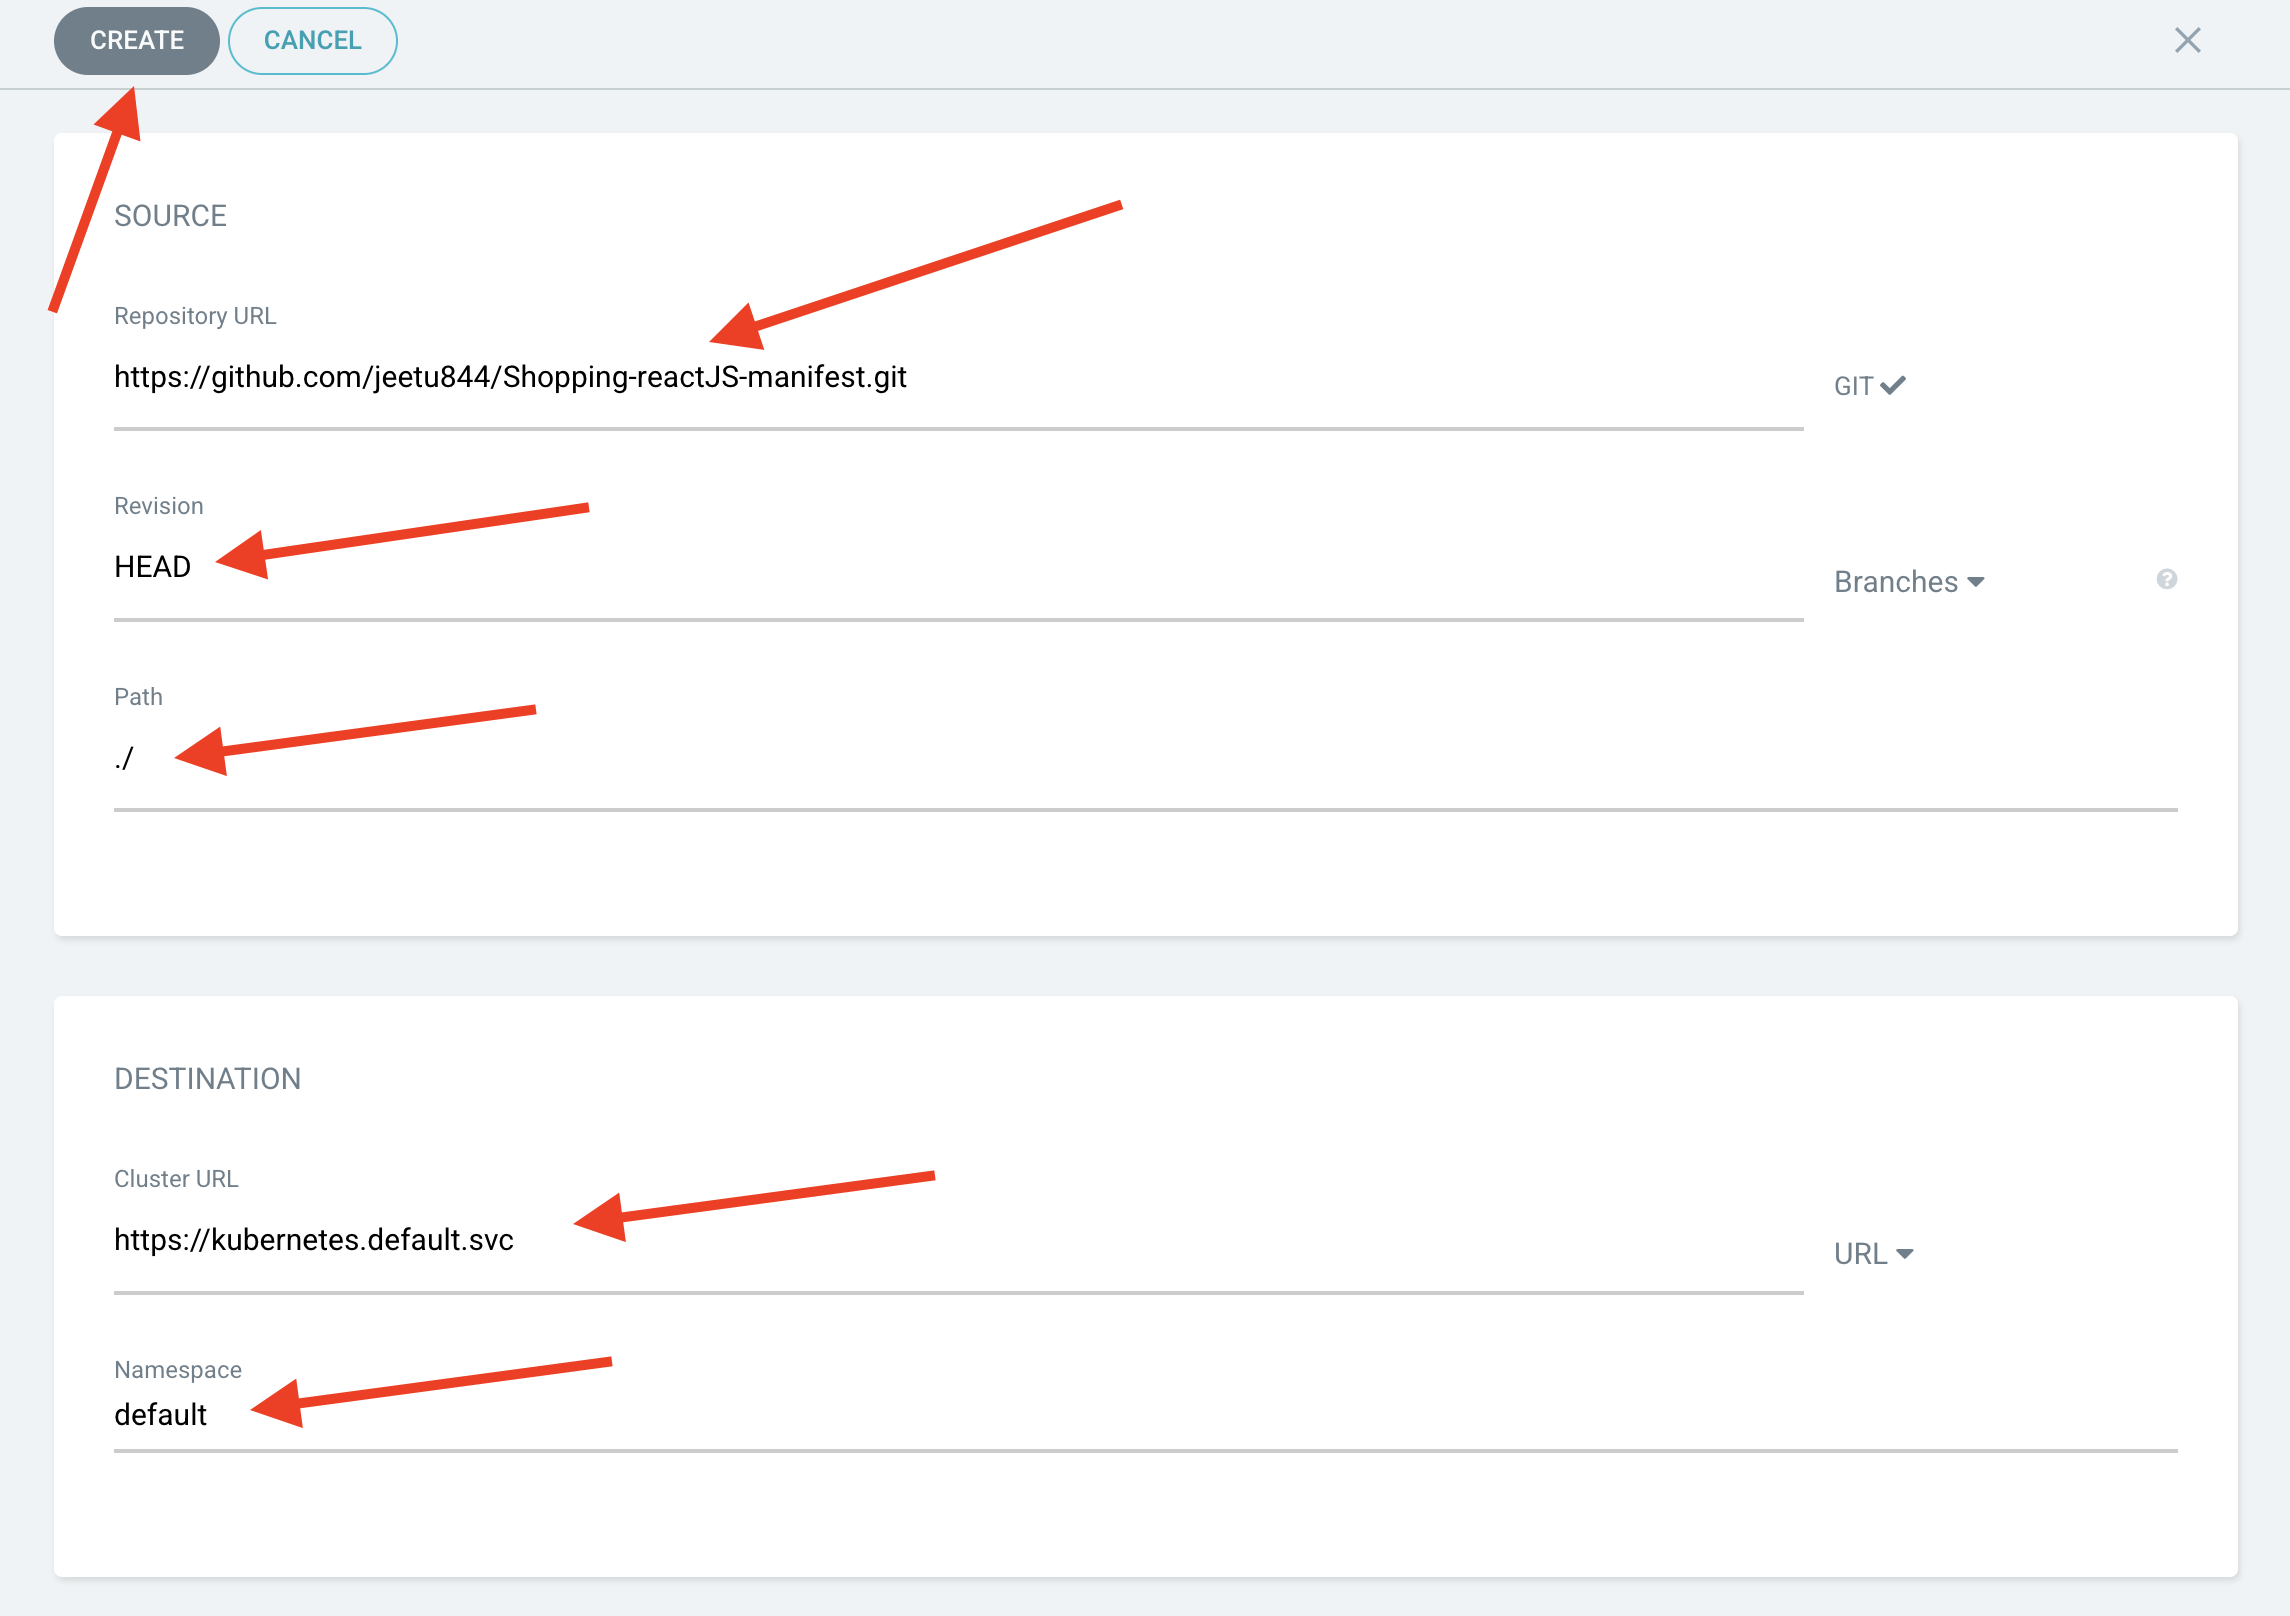 CREATE CANCEL
SOURCE
Repository URL
https://github.com/jeetu844/Shopping-reactJS-manifest.git
GIT
Revision
HEAD
Branches
?
Path
./
DESTINATION
Cluster URL
https://kubernetes.default.svc
URL
Namespace
default